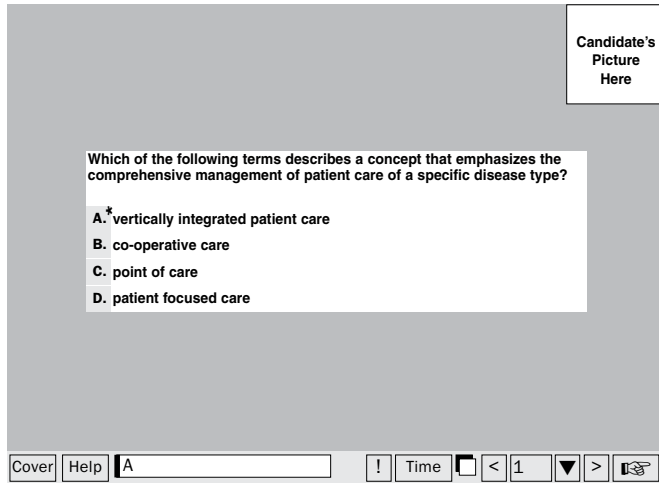 Candidate's
Picture
Here
Which of the following terms describes a concept that emphasizes the
comprehensive management of patient care of a specific disease type?
A.* vertically integrated patient care
B. co-operative care
C. point of care
D. patient focused care
Cover Help A ! Time < 1 ▼ > ☞